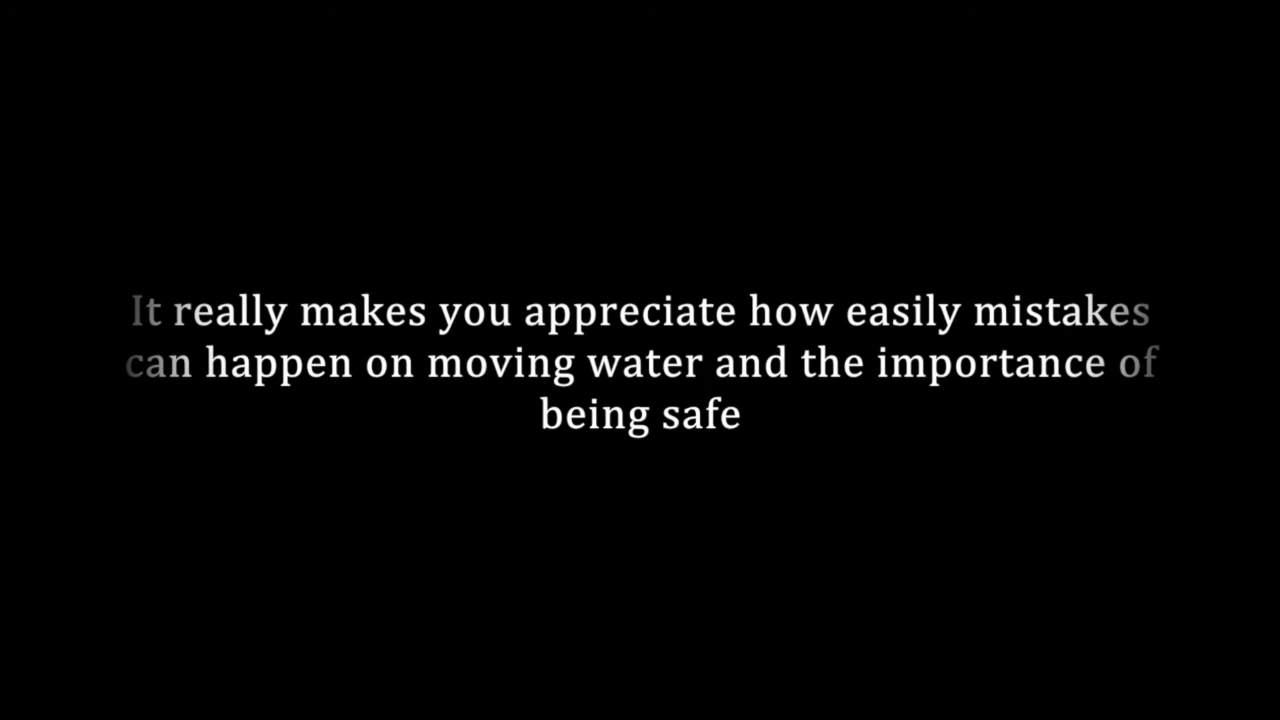 It really makes you appreciate how easily mistakes
can happen on moving water and the importance of
being safe